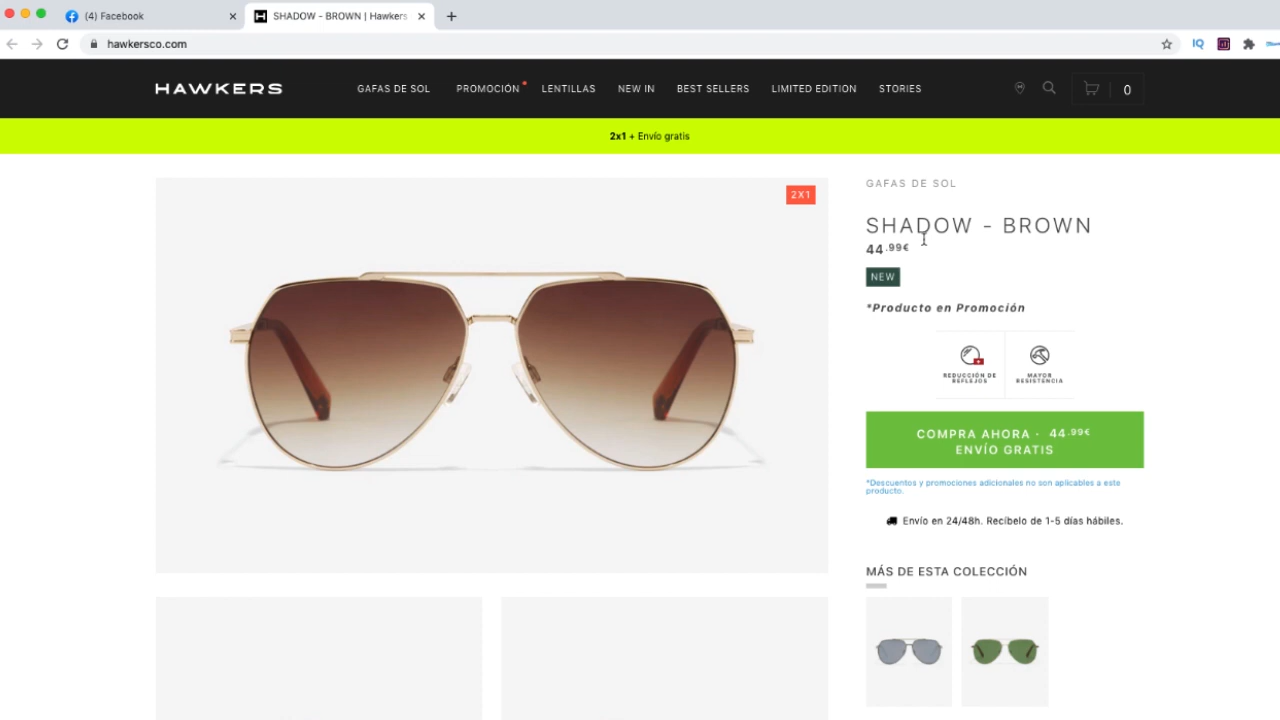 (4) Facebook
SHADOW - BROWN | Hawkers
hawkersco.com
IQ
HAWKERS
GAFAS DE SOL
PROMOCIÓN
LENTILLAS
NEW IN
BEST SELLERS
LIMITED EDITION
STORIES
0
2x1 + Envío gratis
2X1
GAFAS DE SOL
SHADOW - BROWN
44.99€
NEW
*Producto en Promoción
REDUCCIÓN DE
REFLEJOS
MAYOR
RESISTENCIA
COMPRA AHORA · 44.99€
ENVÍO GRATIS
*Descuentos y promociones adicionales no son aplicables a este
producto.
Envío en 24/48h. Recíbelo de 1-5 días hábiles.
MÁS DE ESTA COLECCIÓN